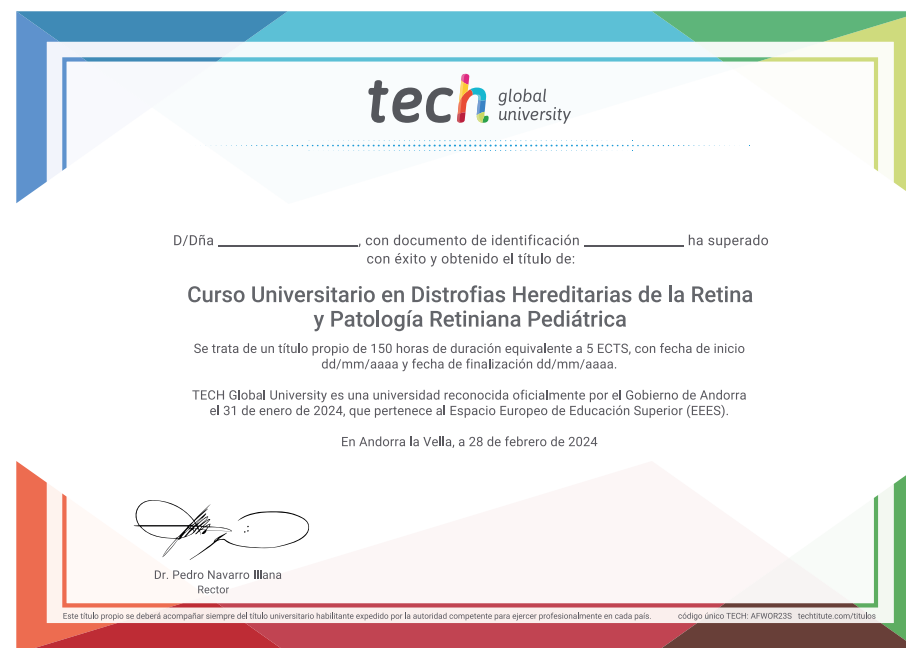 tech global university
D/Dña ________________, con documento de identificación ____________ ha superado
con éxito y obtenido el título de:
Curso Universitario en Distrofias Hereditarias de la Retina
y Patología Retiniana Pediátrica
Se trata de un título propio de 150 horas de duración equivalente a 5 ECTS, con fecha de inicio
dd/mm/aaaa y fecha de finalización dd/mm/aaaa.
TECH Global University es una universidad reconocida oficialmente por el Gobierno de Andorra
el 31 de enero de 2024, que pertenece al Espacio Europeo de Educación Superior (EEES).
En Andorra la Vella, a 28 de febrero de 2024
Dr. Pedro Navarro Illana
Rector
Este título propio se deberá acompañar siempre del título universitario habilitante expedido por la autoridad competente para ejercer profesionalmente en cada país. código único TECH: AFWOR23S techtitute.com/titulos